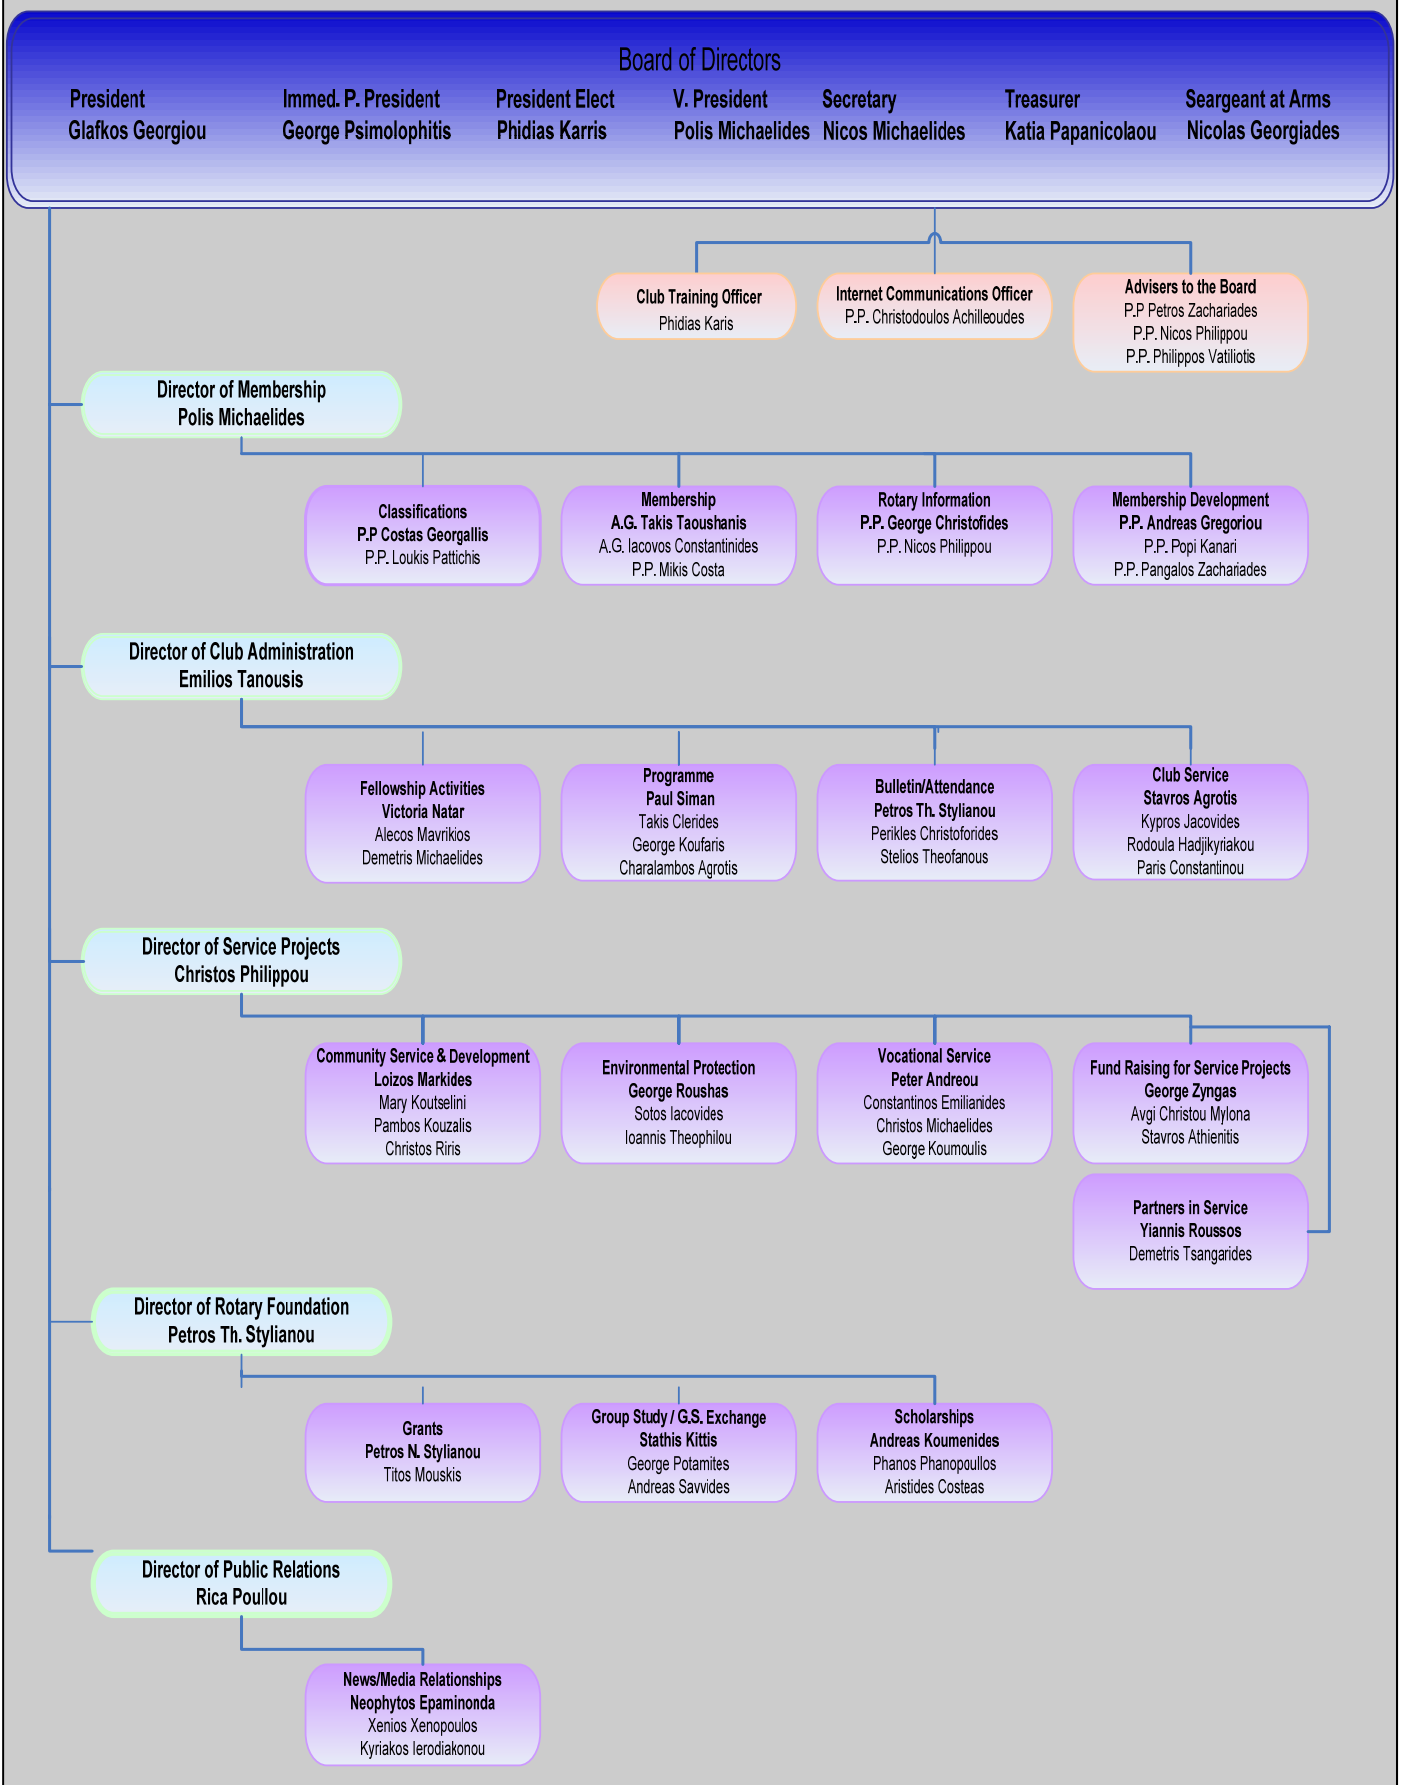 Board of Directors
President
Glafkos Georgiou
Immed. P. President
George Psimolophitis
President Elect
Phidias Karris
V. President
Polis Michaelides
Secretary
Nicos Michaelides
Treasurer
Katia Papanicolaou
Seargeant at Arms
Nicolas Georgiades
Club Training Officer
Phidias Karis
Internet Communications Officer
P.P. Christodoulos Achilleoudes
Advisers to the Board
P.P Petros Zachariades
P.P. Nicos Philippou
P.P. Philippos Vatiliotis
Director of Membership
Polis Michaelides
Classifications
P.P Costas Georgallis
P.P. Loukis Pattichis
Membership
A.G. Takis Taoushanis
A.G. Iacovos Constantinides
P.P. Mikis Costa
Rotary Information
P.P. George Christofides
P.P. Nicos Philippou
Membership Development
P.P. Andreas Gregoriou
P.P. Popi Kanari
P.P. Pangalos Zachariades
Director of Club Administration
Emilios Tanousis
Fellowship Activities
Victoria Natar
Alecos Mavrikios
Demetris Michaelides
Programme
Paul Siman
Takis Clerides
George Koufaris
Charalambos Agrotis
Bulletin/Attendance
Petros Th. Stylianou
Perikles Christoforides
Stelios Theofanous
Club Service
Stavros Agrotis
Kypros Jacovides
Rodoula Hadjikyriakou
Paris Constantinou
Director of Service Projects
Christos Philippou
Community Service & Development
Loizos Markides
Mary Koutselini
Pambos Kouzalis
Christos Riris
Environmental Protection
George Roushas
Sotos Iacovides
Ioannis Theophilou
Vocational Service
Peter Andreou
Constantinos Emilianides
Christos Michaelides
George Koumoulis
Fund Raising for Service Projects
George Zyngas
Avgi Christou Mylona
Stavros Athienitis
Partners in Service
Yiannis Roussos
Demetris Tsangarides
Director of Rotary Foundation
Petros Th. Stylianou
Grants
Petros N. Stylianou
Titos Mouskis
Group Study / G.S. Exchange
Stathis Kittis
George Potamites
Andreas Savvides
Scholarships
Andreas Koumenides
Phanos Phanopoullos
Aristides Costeas
Director of Public Relations
Rica Poullou
News/Media Relationships
Neophytos Epaminonda
Xenios Xenopoulos
Kyriakos Ierodiakonou